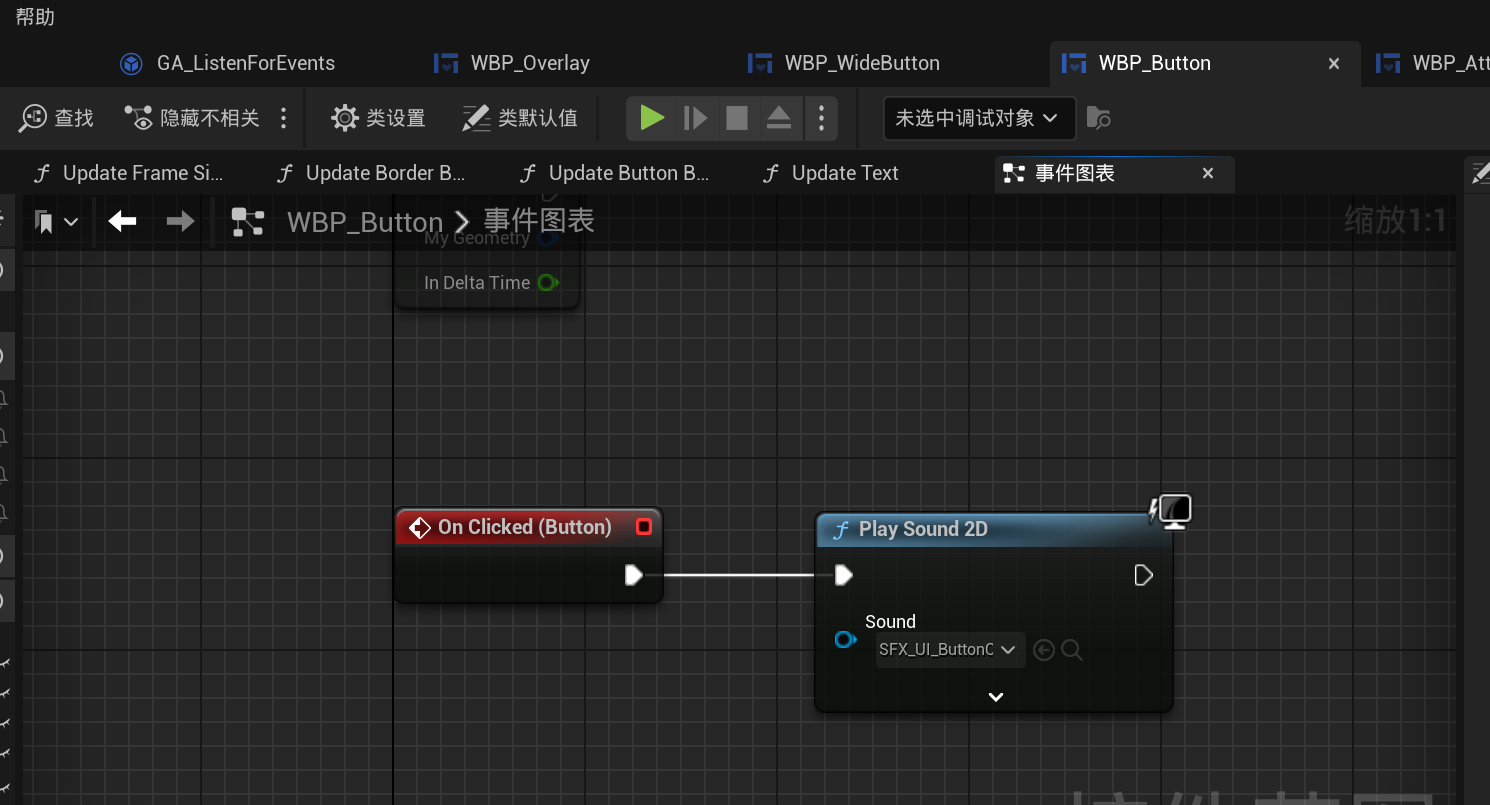 帮助
GA_ListenForEvents WBP_Overlay WBP_WideButton WBP_Button WBP_Att
查找 隐藏不相关 类设置 类默认值 未选中调试对象
Update Frame Si... Update Border B... Update Button B... Update Text 事件图表
WBP_Button 事件图表 缩放1:1
My Geometry
In Delta Time
On Clicked (Button)
Play Sound 2D
Sound
SFX_UI_ButtonC